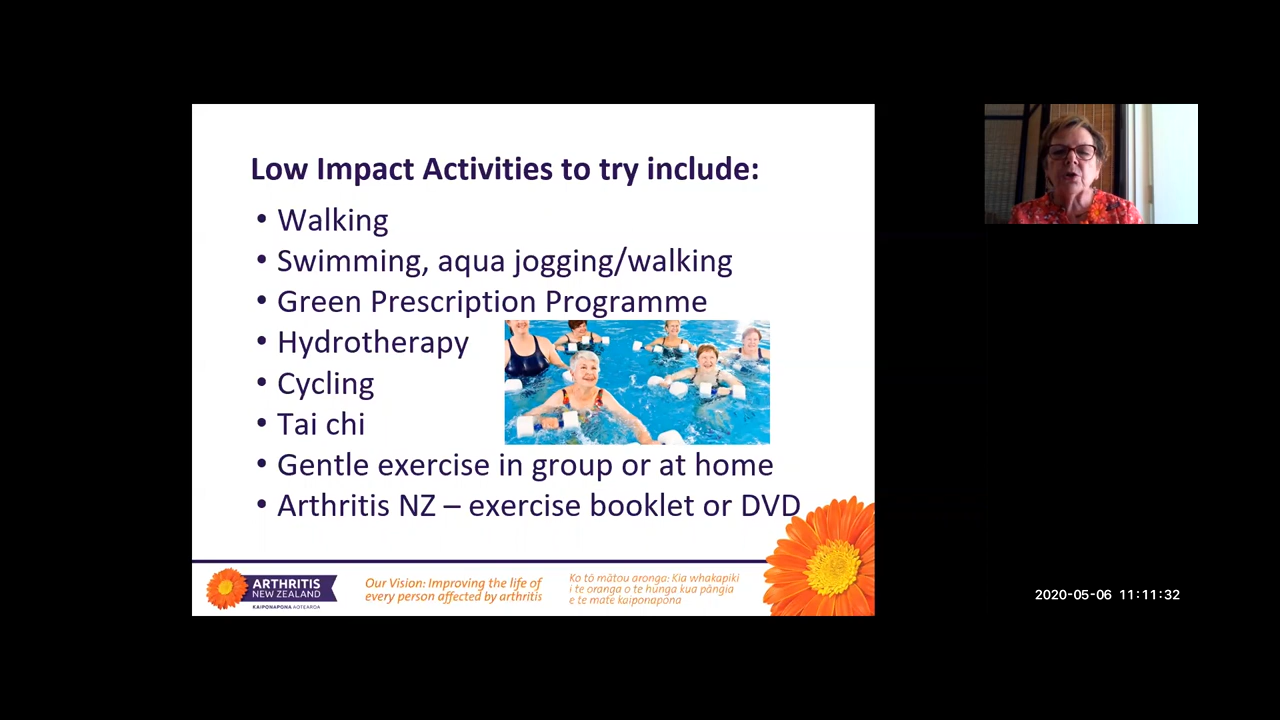 Low Impact Activities to try include:
• Walking
• Swimming, aqua jogging/walking
• Green Prescription Programme
• Hydrotherapy
• Cycling
• Tai chi
• Gentle exercise in group or at home
• Arthritis NZ – exercise booklet or DVD
ARTHRITIS
NEW ZEALAND
KAIPONAPONA AOTEAROA
Our Vision: Improving the life of
every person affected by arthritis
Ko tō mātou aronga: Kia whakapiki
i te oranga o te hunga kua pāngia
e te mate kaiponapona
2020-05-06 11:11:32